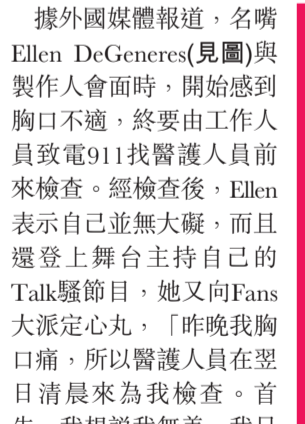 據外國媒體報道，名嘴
Ellen DeGeneres(見圖)與
製作人會面時，開始感到
胸口不適，終要由工作人
員致電911找醫護人員前
來檢查。經檢查後，Ellen
表示自己並無大礙，而且
還登上舞台主持自己的
Talk騷節目，她又向Fans
大派定心丸，「昨晚我胸
口痛，所以醫護人員在翌
日清晨來為我檢查。首